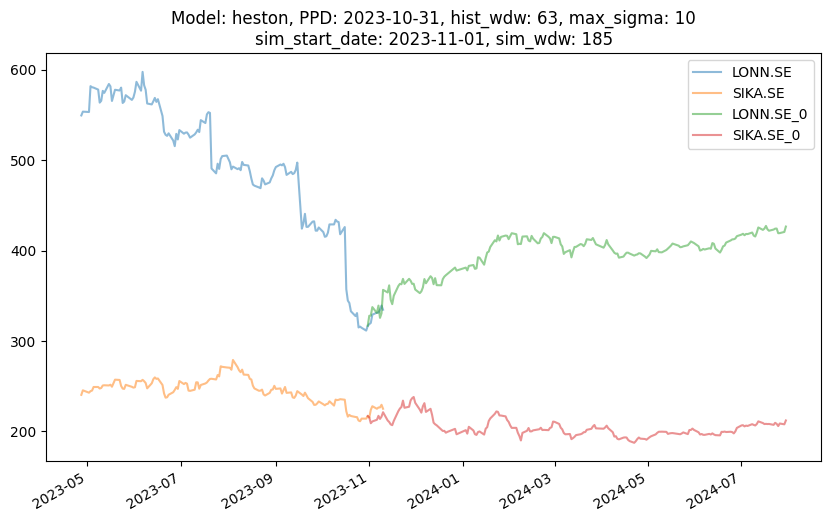 Model: heston, PPD: 2023-10-31, hist_wdw: 63, max_sigma: 10
sim_start_date: 2023-11-01, sim_wdw: 185
LONN.SE
SIKA.SE
LONN.SE_0
SIKA.SE_0
600
500
400
300
200
2023-05
2023-07
2023-09
2023-11
2024-01
2024-03
2024-05
2024-07